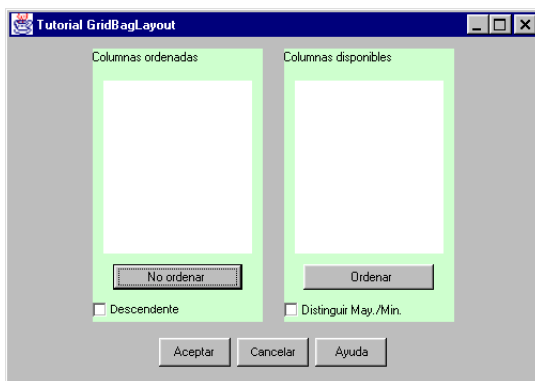 Tutorial GridBagLayout
Columnas ordenadas
Columnas disponibles
No ordenar
Ordenar
Descendente
Distinguir May./Min.
Aceptar
Cancelar
Ayuda